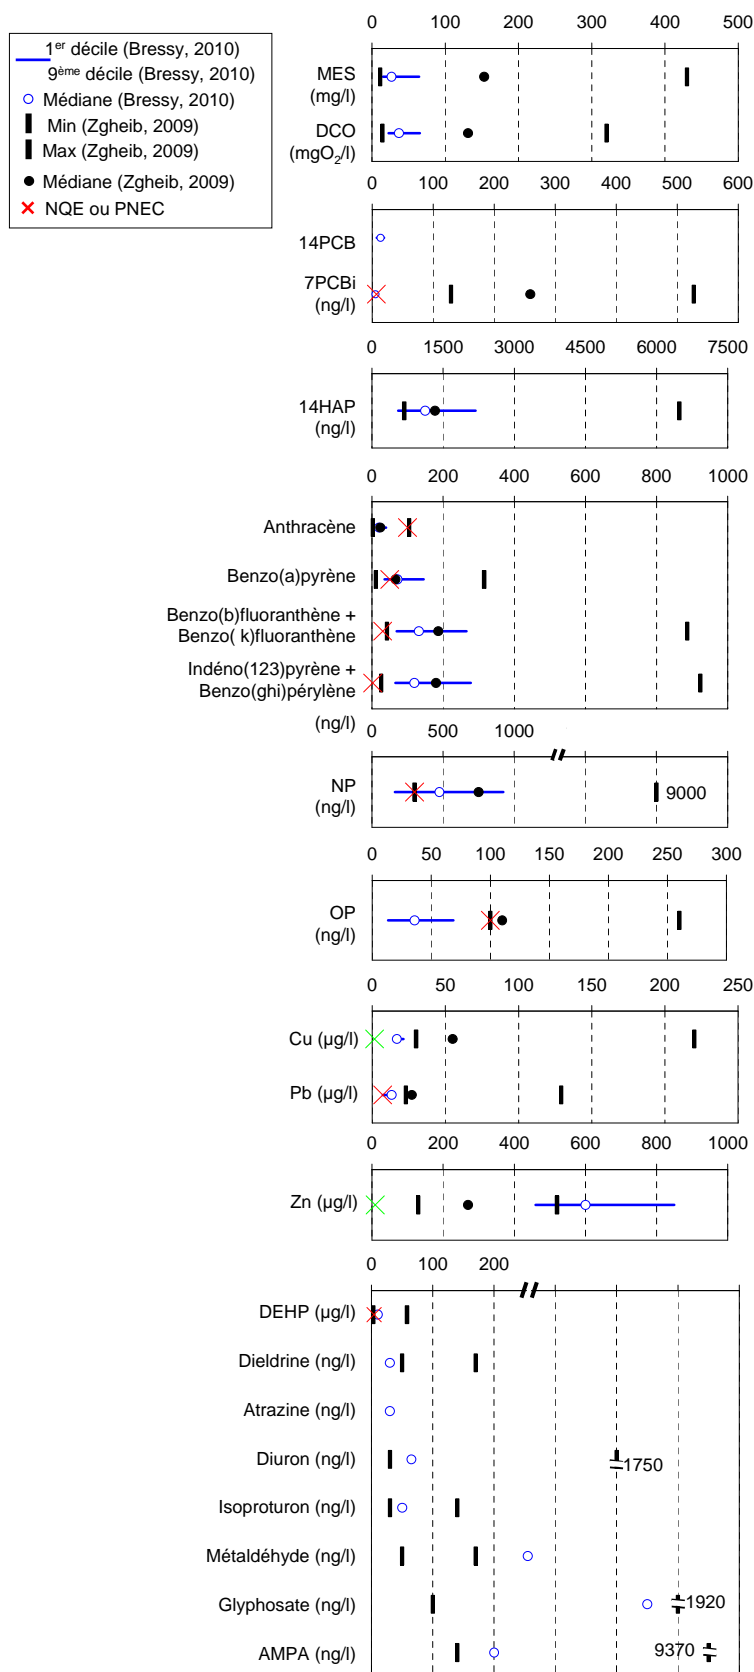 1er décile (Bressy, 2010)
9ème décile (Bressy, 2010)
Médiane (Bressy, 2010)
Min (Zgheib, 2009)
Max (Zgheib, 2009)
Médiane (Zgheib, 2009)
NQE ou PNEC
0 100 200 300 400 500
MES
(mg/l)
DCO
(mgO2/l)
0 100 200 300 400 500 600
14PCB
7PCBi
(ng/l)
0 1500 3000 4500 6000 7500
14HAP
(ng/l)
0 200 400 600 800 1000
Anthracène
Benzo(a)pyrène
Benzo(b)fluoranthène +
Benzo( k)fluoranthène
Indéno(123)pyrène +
Benzo(ghi)pérylène
(ng/l)
0 500 1000
NP
(ng/l)
9000
0 50 100 150 200 250 300
OP
(ng/l)
0 50 100 150 200 250
Cu (µg/l)
Pb (µg/l)
0 200 400 600 800 1000
Zn (µg/l)
0 100 200
DEHP (µg/l)
Dieldrine (ng/l)
Atrazine (ng/l)
Diuron (ng/l)
1750
Isoproturon (ng/l)
Métaldéhyde (ng/l)
Glyphosate (ng/l)
1920
AMPA (ng/l)
9370